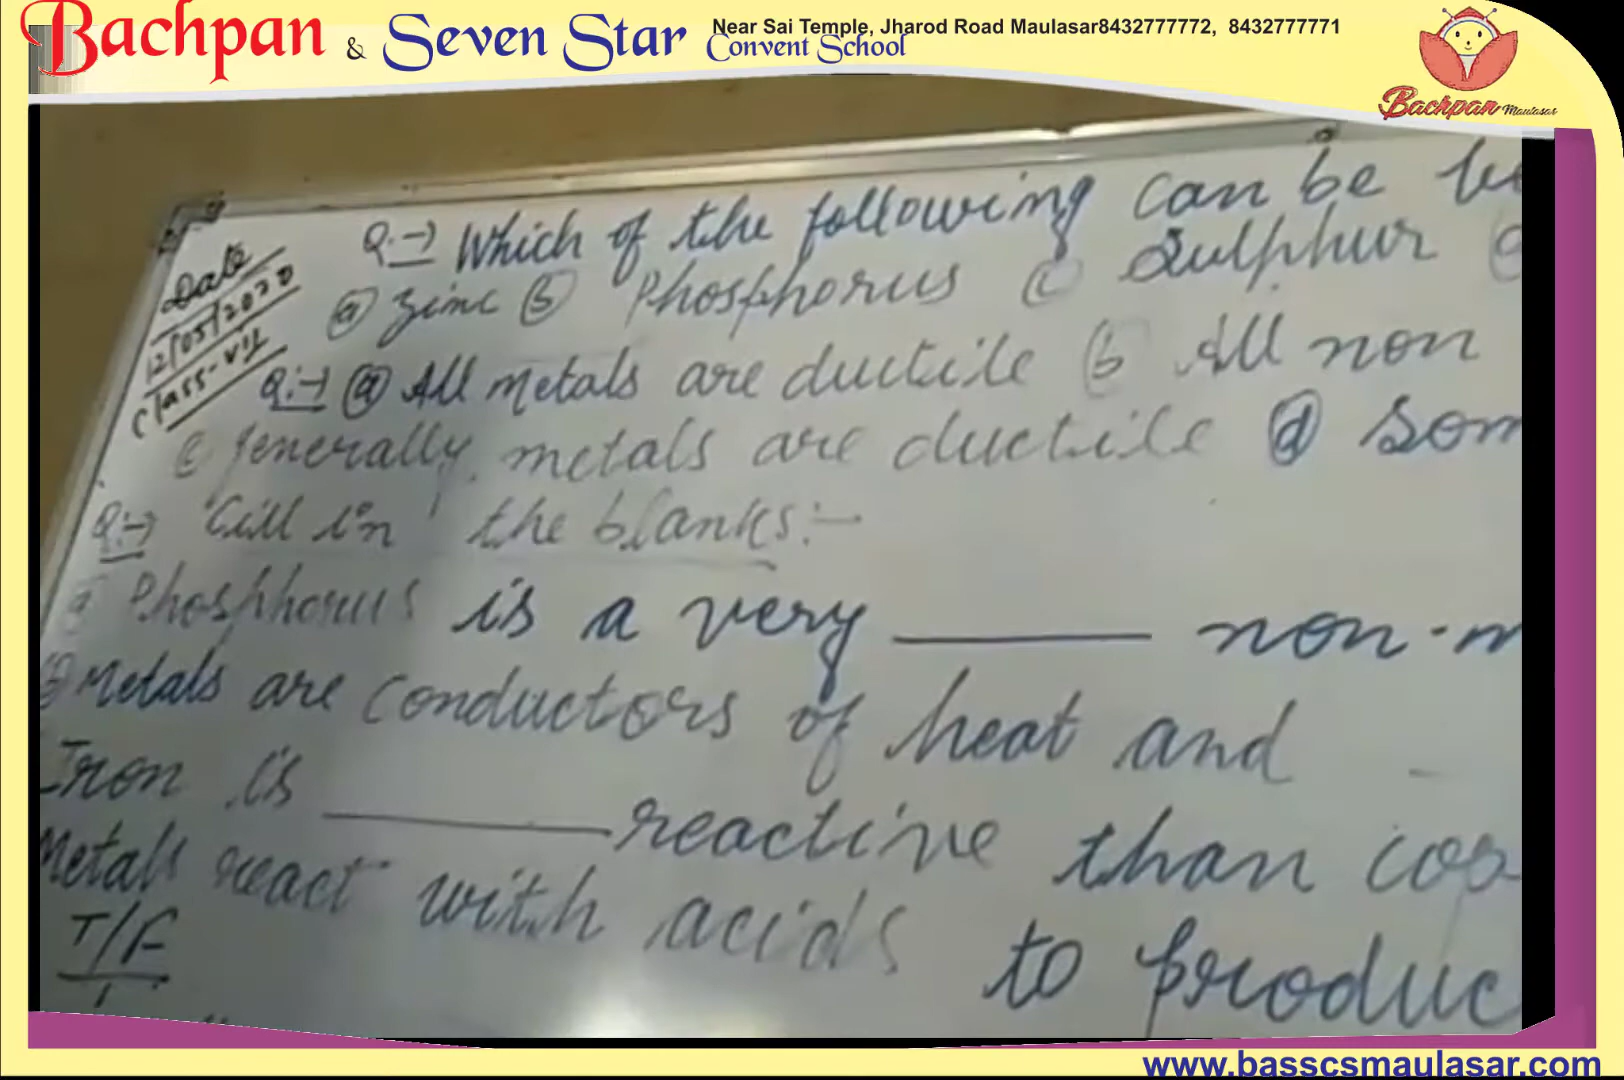 Bachpan & Seven Star Convent School
Near Sai Temple, Jharod Road Maulasar8432777772, 8432777771
Bachpan Maulasar
Date
12/05/2020
Class-VII
Q.→ Which of the following can be
(a) Zinc (b) Phosphorus (c) Sulphur
Q.→ (a) All Metals are ductile (b) All non
(c) Generally, metals are ductile (d) Som
Q.→ 'Fill in' the blanks:-
Phosphorus is a very ______ non-m
Metals are conductors of heat and
Iron is ______ reactive than cop
Metals react with acids to produc
T/F
www.basscsmaulasar.com